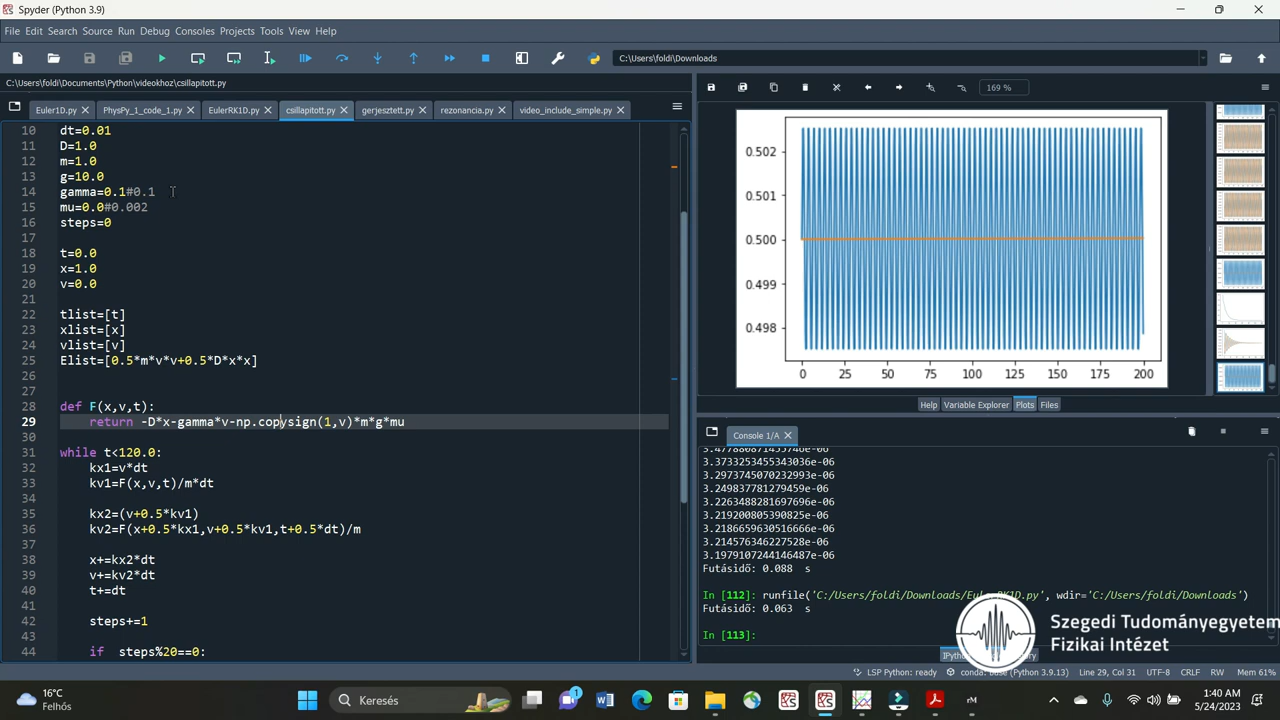 Spyder (Python 3.9)
File Edit Search Source Run Debug Consoles Projects Tools View Help
C:\Users\foldi\Downloads
C:\Users\foldi\Documents\Python\videokhoz\csillapitott.py
Euler1D.py PhysPy_1_code_1.py EulerRK1D.py csillapitott.py gerjesztett.py rezonancia.py video_include_simple.py
10 dt=0.01
11 D=1.0
12 m=1.0
13 g=10.0
14 gamma=0.1#0.1
15 mu=0.0#0.002
16 steps=0
17
18 t=0.0
19 x=1.0
20 v=0.0
21
22 tlist=[t]
23 xlist=[x]
24 vlist=[v]
25 Elist=[0.5*m*v*v+0.5*D*x*x]
26
27
28 def F(x,v,t):
29 return -D*x-gamma*v-np.copysign(1,v)*m*g*mu
30
31 while t<120.0:
32 kx1=v*dt
33 kv1=F(x,v,t)/m*dt
34
35 kx2=(v+0.5*kv1)
36 kv2=F(x+0.5*kx1,v+0.5*kv1,t+0.5*dt)/m
37
38 x+=kx2*dt
39 v+=kv2*dt
40 t+=dt
41
42 steps+=1
43
44 if steps%20==0:
169 %
0.502
0.501
0.500
0.499
0.498
0 25 50 75 100 125 150 175 200
Help Variable Explorer Plots Files
Console 1/A
3.3733253455343036e-06
3.2973745070232993e-06
3.249837781279459e-06
3.2263488281697696e-06
3.219200805390285e-06
3.2186659630516666e-06
3.214576346227528e-06
3.1979107244146487e-06
Futásidő: 0.088 s
In [112]: runfile('C:/Users/foldi/Downloads/EulerRK1D.py', wdir='C:/Users/foldi/Downloads')
Futásidő: 0.063 s
In [113]:
Szegedi Tudományegyetem
Fizikai Intézet
LSP Python: ready conda: base (Python 3.9.13) Line 29, Col 31 UTF-8 CRLF RW Mem 61%
16°C
Felhős
Keresés
1
1:40 AM
5/24/2023